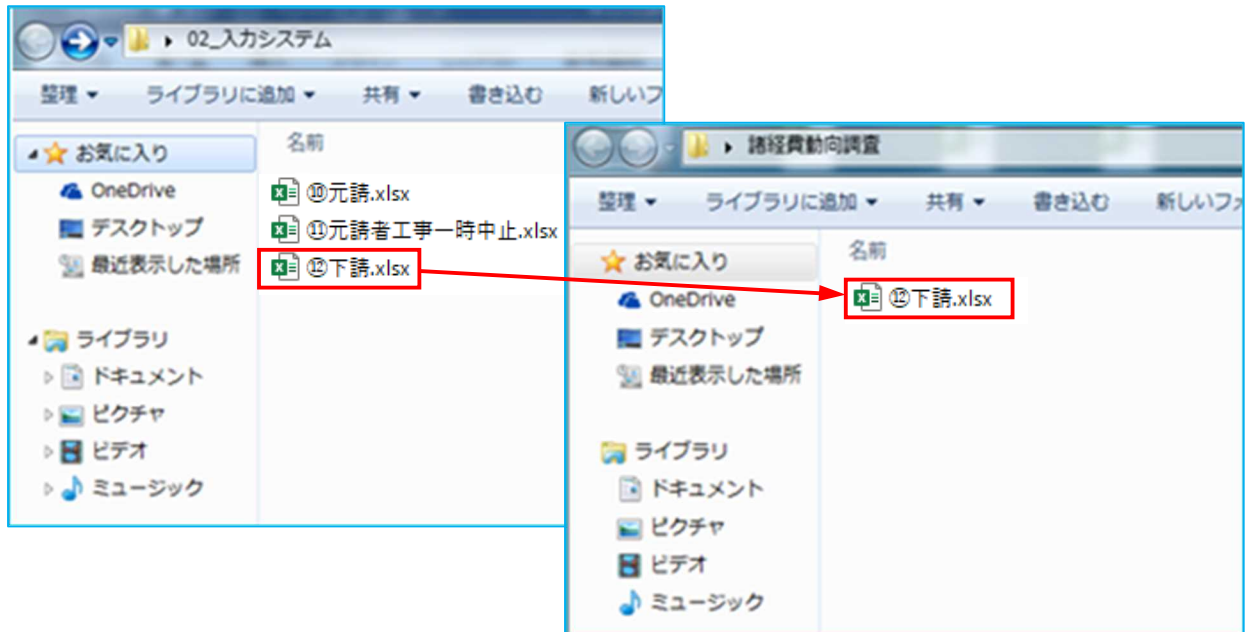 02_入力システム
整理 ライブラリに追加 共有 書き込む 新しいフ
お気に入り
OneDrive
デスクトップ
最近表示した場所
ライブラリ
ドキュメント
ピクチャ
ビデオ
ミュージック
名前
⑩元請.xlsx
⑪元請者工事一時中止.xlsx
⑫下請.xlsx
諸経費動向調査
整理 ライブラリに追加 共有 書き込む 新しいフォ
お気に入り
OneDrive
デスクトップ
最近表示した場所
ライブラリ
ドキュメント
ピクチャ
ビデオ
ミュージック
名前
⑫下請.xlsx